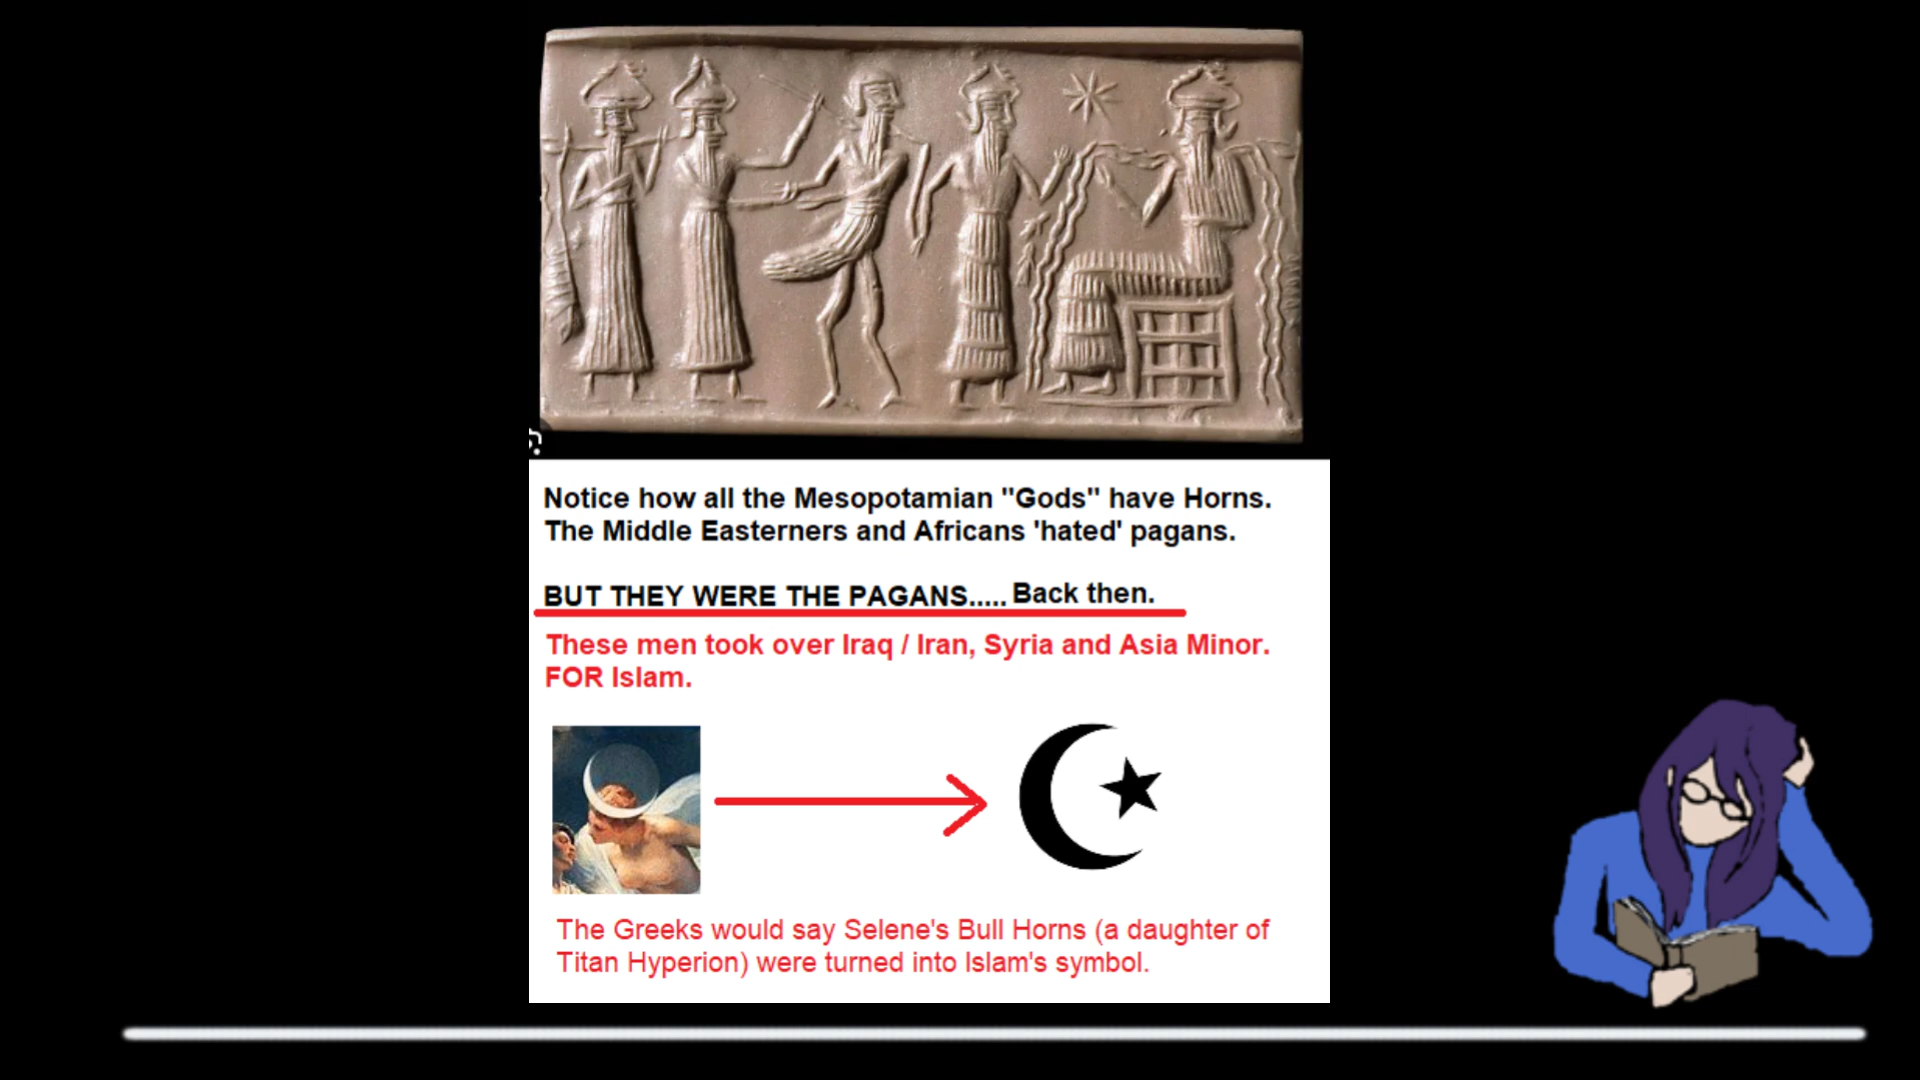 Notice how all the Mesopotamian "Gods" have Horns.
The Middle Easterners and Africans 'hated' pagans.
BUT THEY WERE THE PAGANS..... Back then.
These men took over Iraq / Iran, Syria and Asia Minor.
FOR Islam.
The Greeks would say Selene's Bull Horns (a daughter of
Titan Hyperion) were turned into Islam's symbol.